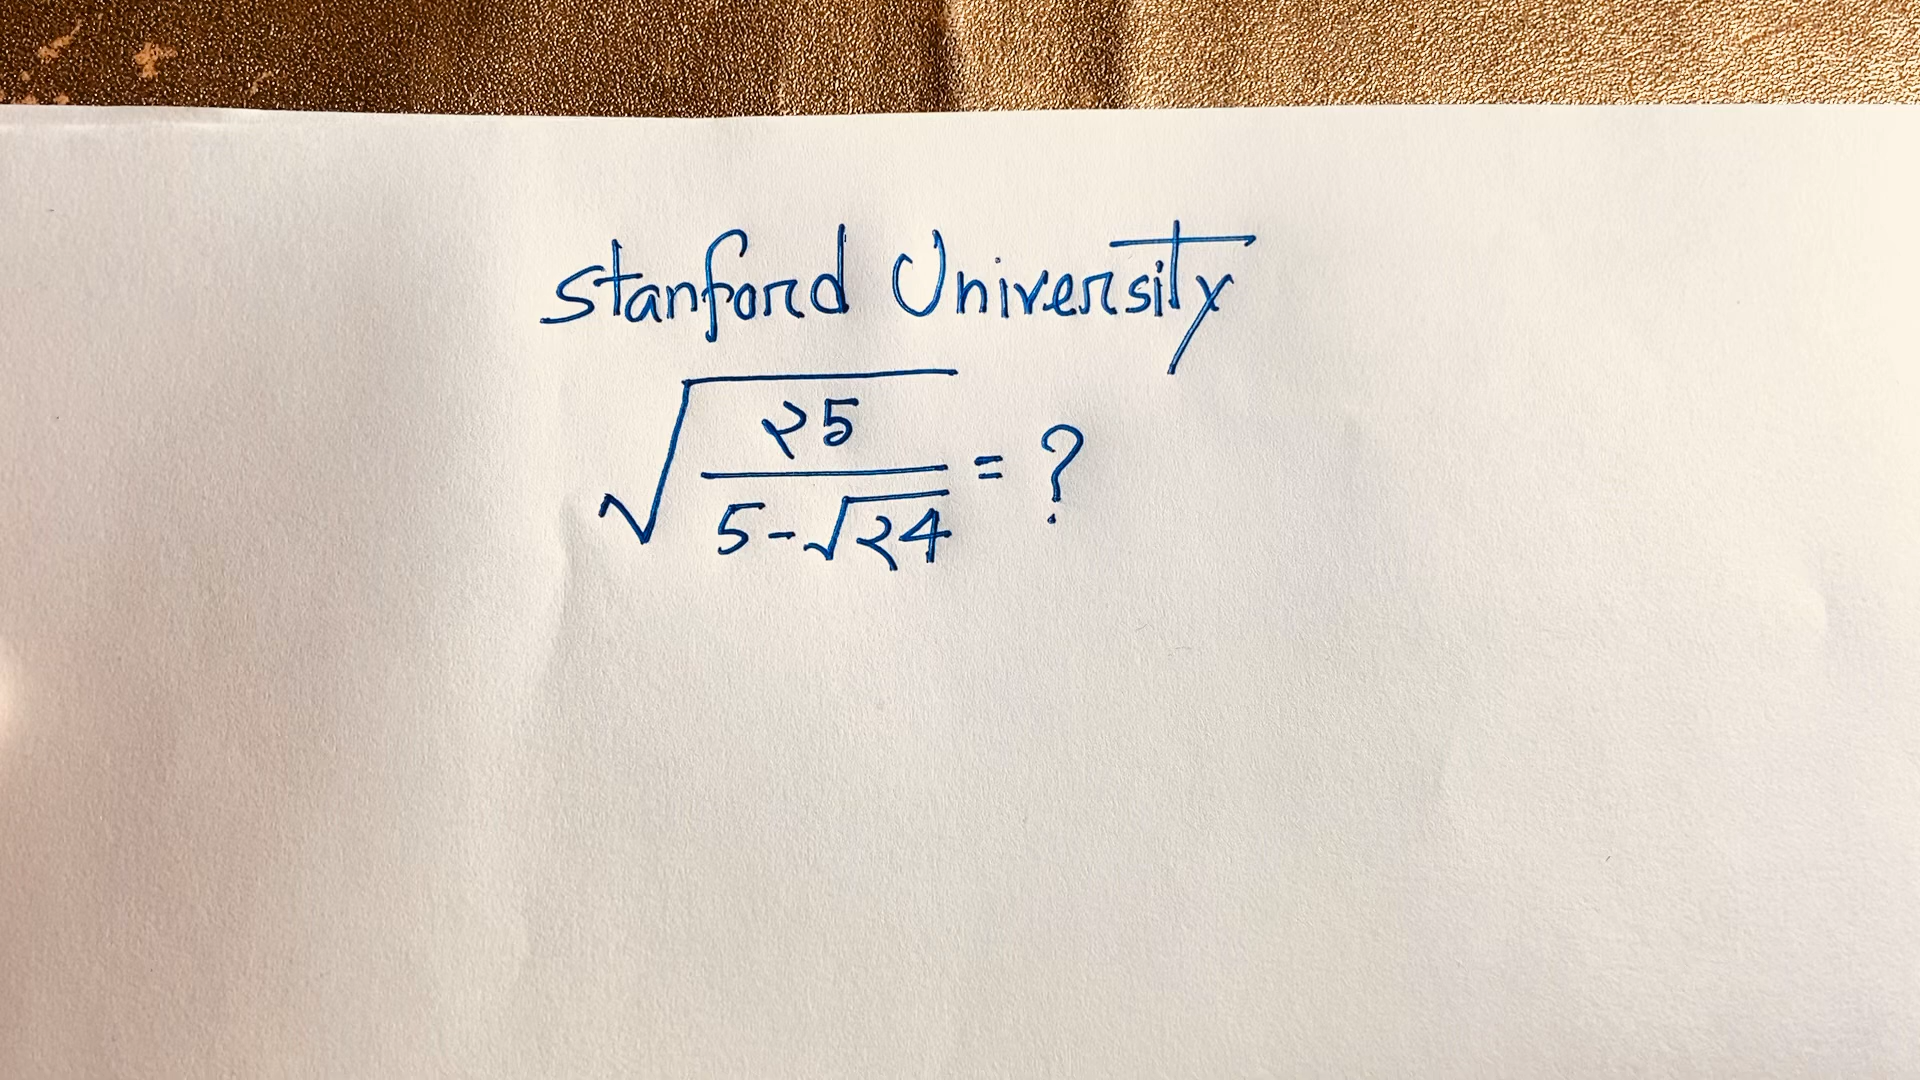 Stanford University
√(25/(5-√24)) = ?